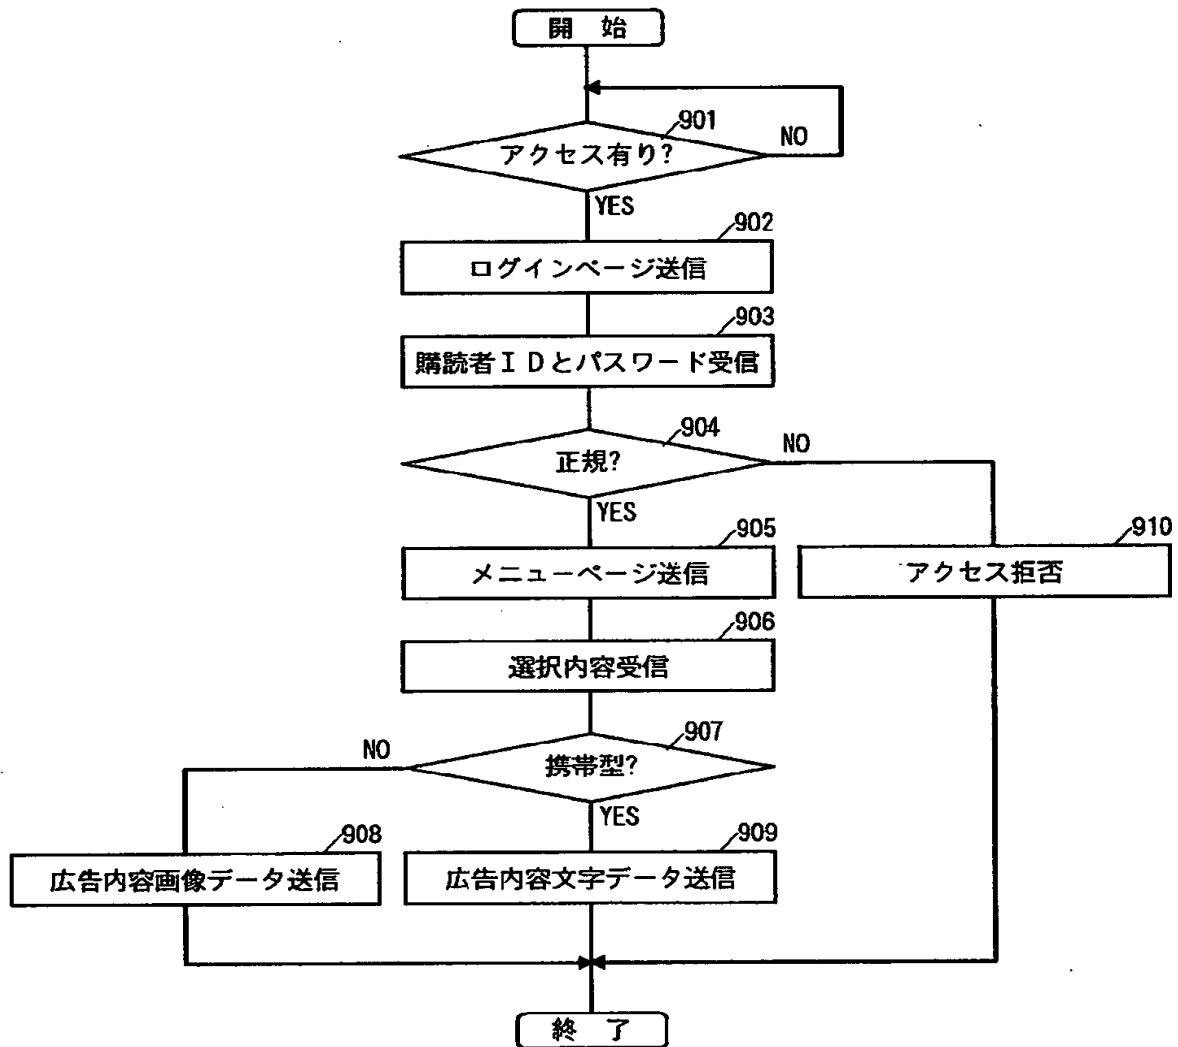 開 始
901
アクセス有り?
NO
YES
902
ログインページ送信
903
購読者IDとパスワード受信
904
正規?
NO
YES
905
メニューページ送信
910
アクセス拒否
906
選択内容受信
907
携帯型?
NO
YES
908
広告内容画像データ送信
909
広告内容文字データ送信
終 了